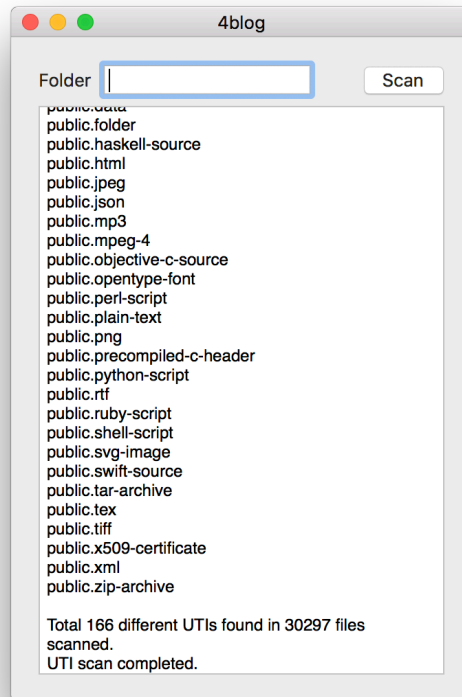 4blog
Folder
Scan
public.data
public.folder
public.haskell-source
public.html
public.jpeg
public.json
public.mp3
public.mpeg-4
public.objective-c-source
public.opentype-font
public.perl-script
public.plain-text
public.png
public.precompiled-c-header
public.python-script
public.rtf
public.ruby-script
public.shell-script
public.svg-image
public.swift-source
public.tar-archive
public.tex
public.tiff
public.x509-certificate
public.xml
public.zip-archive
Total 166 different UTIs found in 30297 files
scanned.
UTI scan completed.